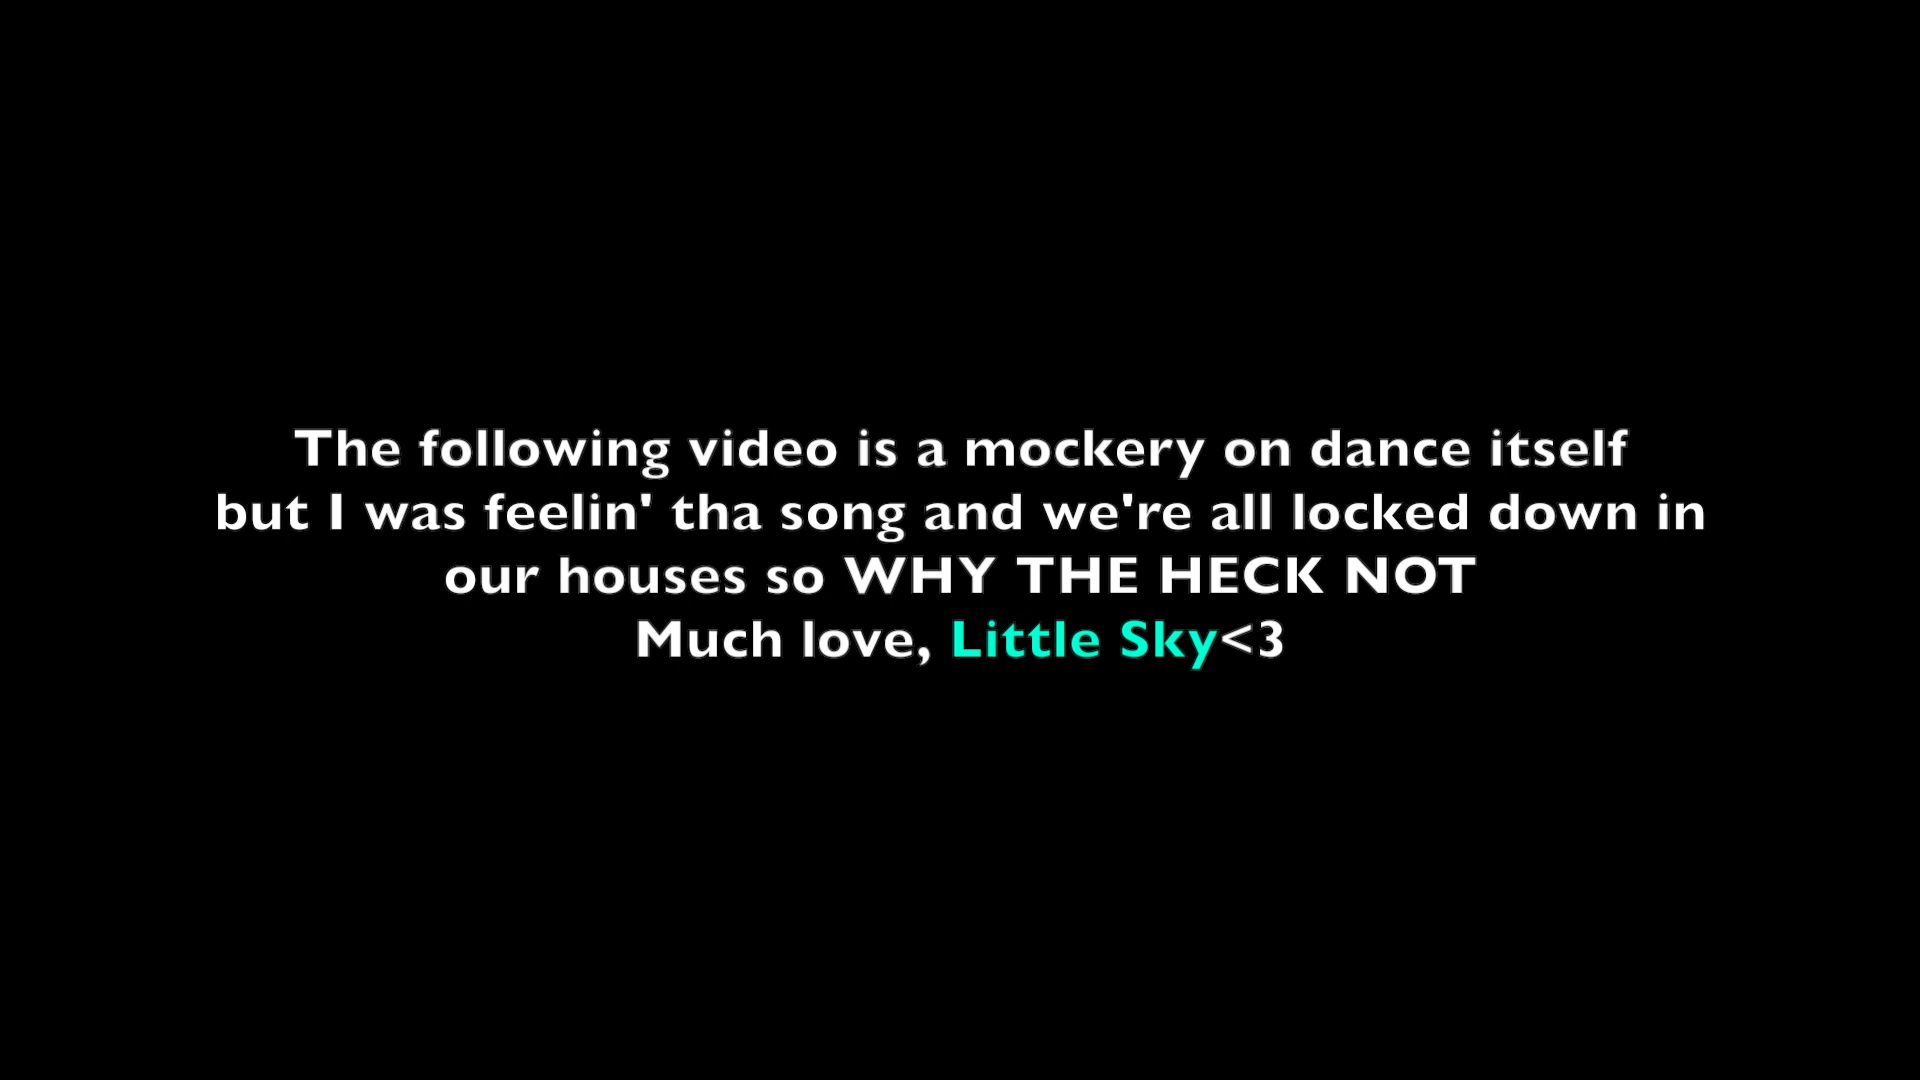 The following video is a mockery on dance itself
but I was feelin' tha song and we're all locked down in
our houses so WHY THE HECK NOT
Much love, Little Sky<3